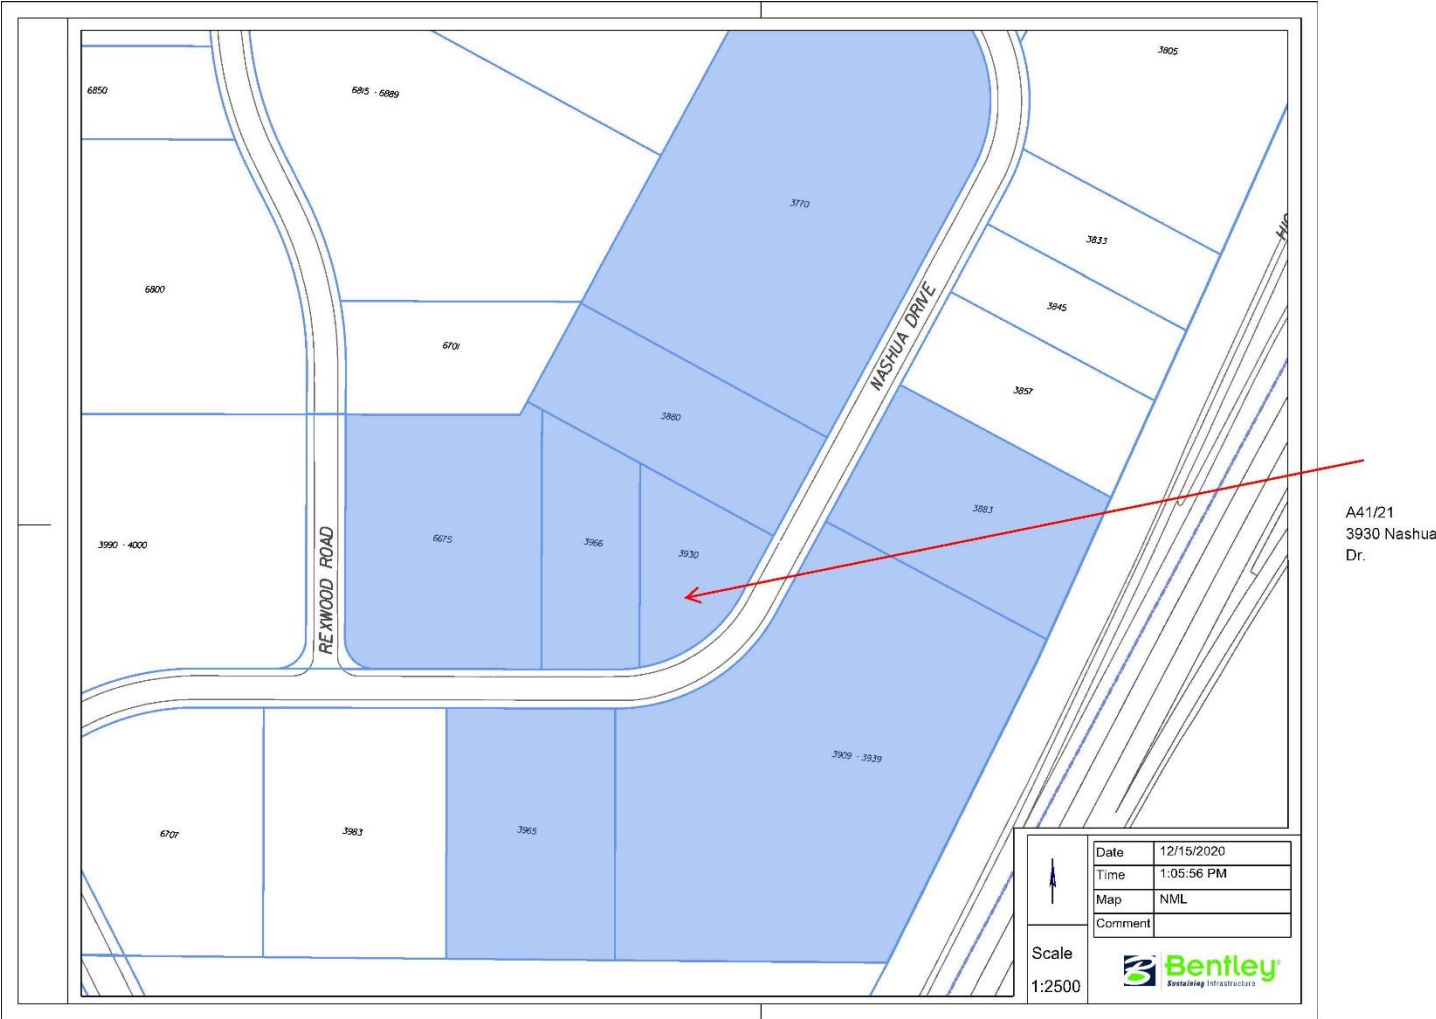 3805
6850
6815 - 6889
3770
3833
6800
3845
NASHUA DRIVE
6701
3857
3880
A41/21
3930 Nashua
Dr.
3883
3990 - 4000
6675
3966
3930
REXWOOD ROAD
3909 - 3939
6707
3983
3965
Date 12/15/2020
Time 1:05:56 PM
Map NML
Comment
Scale
1:2500
Bentley
Sustaining Infrastructure